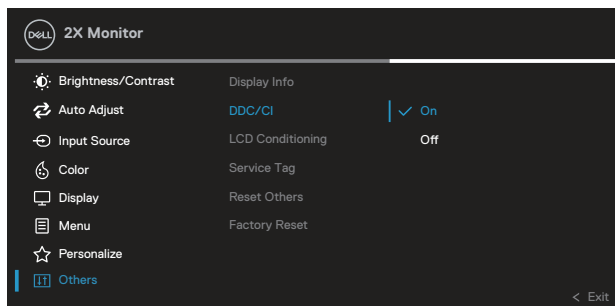 DELL
2X Monitor
Brightness/Contrast
Auto Adjust
Input Source
Color
Display
Menu
Personalize
Others
Display Info
DDC/CI
LCD Conditioning
Service Tag
Reset Others
Factory Reset
On
Off
< Exit